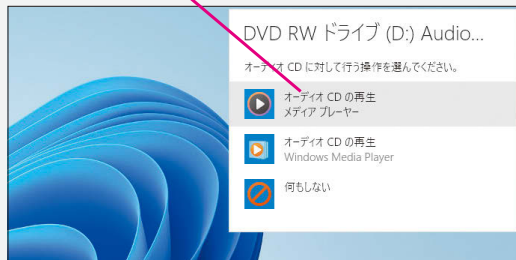 DVD RW ドライブ (D:) Audio...
オーディオ CD に対して行う操作を選んでください。
オーディオ CD の再生
メディア プレーヤー
オーディオ CD の再生
Windows Media Player
何もしない